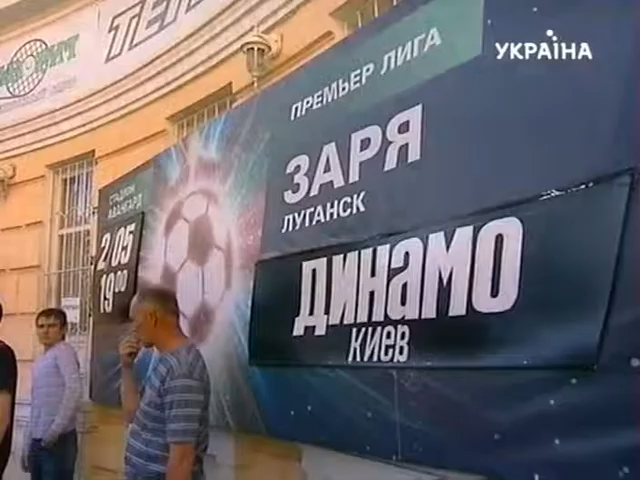 УКРАЇНА
ПРЕМЬЕР ЛИГА
ЗАРЯ
ЛУГАНСК
СТАДИОН
АВАНГАРД
2/05
19:00
ДИНАМО
КИЕВ